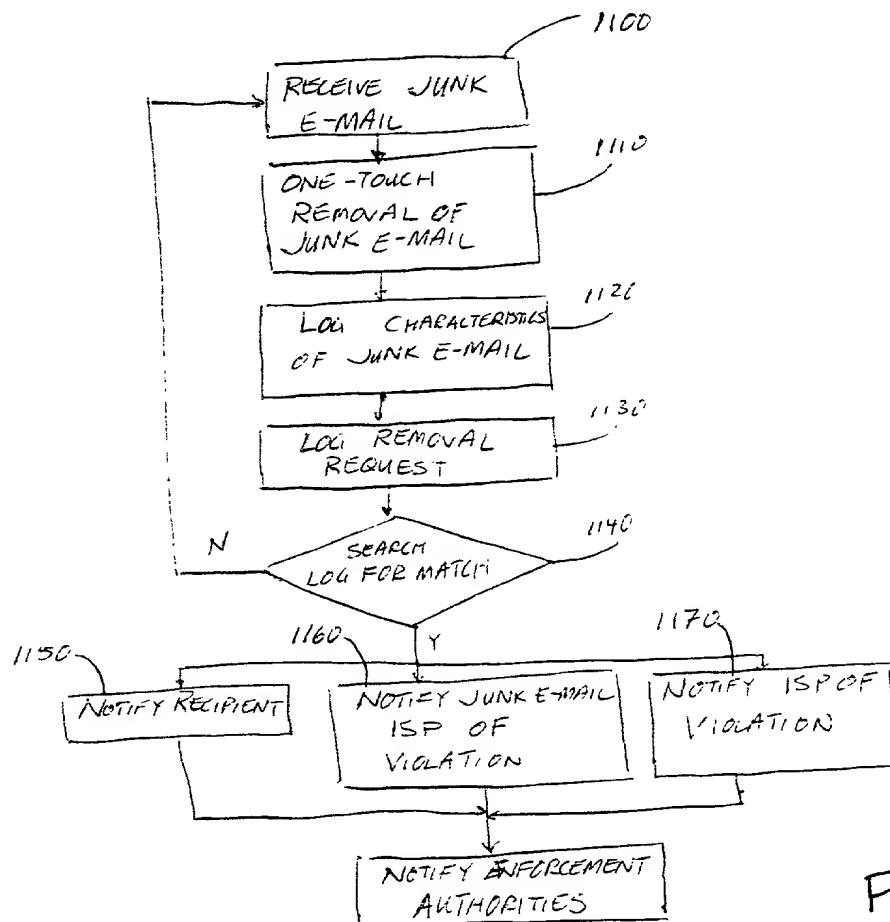 1100
RECEIVE JUNK
E-MAIL
1110
ONE-TOUCH
REMOVAL OF
JUNK E-MAIL
1120
LOG CHARACTERISTICS
OF JUNK E-MAIL
1130
LOG REMOVAL
REQUEST
1140
N
SEARCH
LOG FOR MATCH
Y
1150
1160
1170
NOTIFY RECIPIENT
NOTIFY JUNK E-MAIL
ISP OF
VIOLATION
NOTIFY ISP OF
VIOLATION
NOTIFY ENFORCEMENT
AUTHORITIES
F